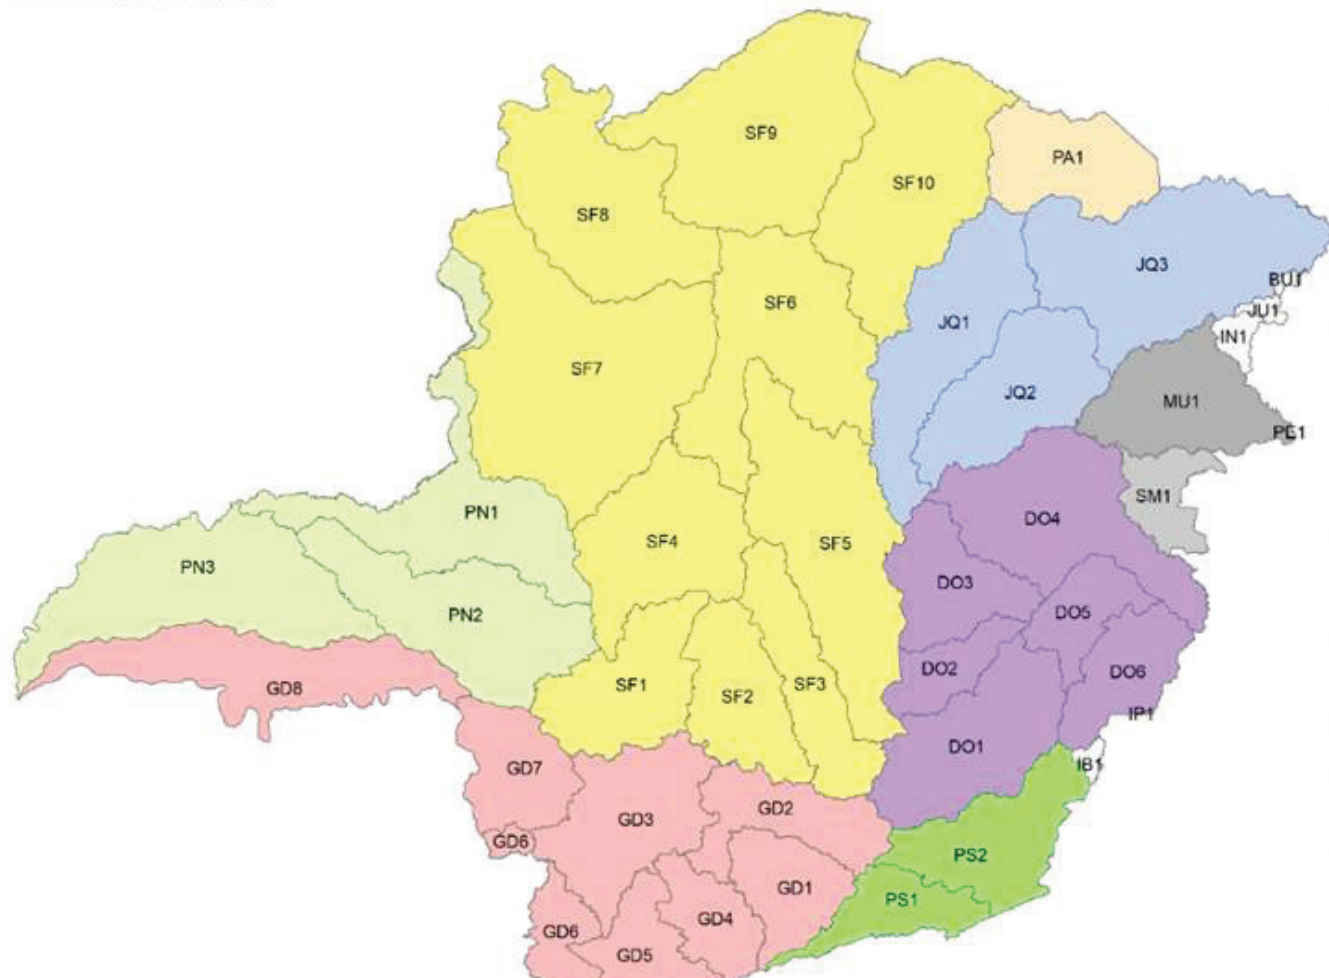 SF9
PA1
SF10
SF8
JQ3
BU1
SF6
JU1
JQ1
IN1
SF7
JQ2
MU1
PE1
SM1
PN1
DO4
SF4
SF5
PN3
DO3
PN2
DO5
DO2
DO6
GD8
SF1
SF3
SF2
IP1
DO1
IB1
GD7
GD2
GD3
GD6
PS2
GD1
PS1
GD4
GD6
GD5